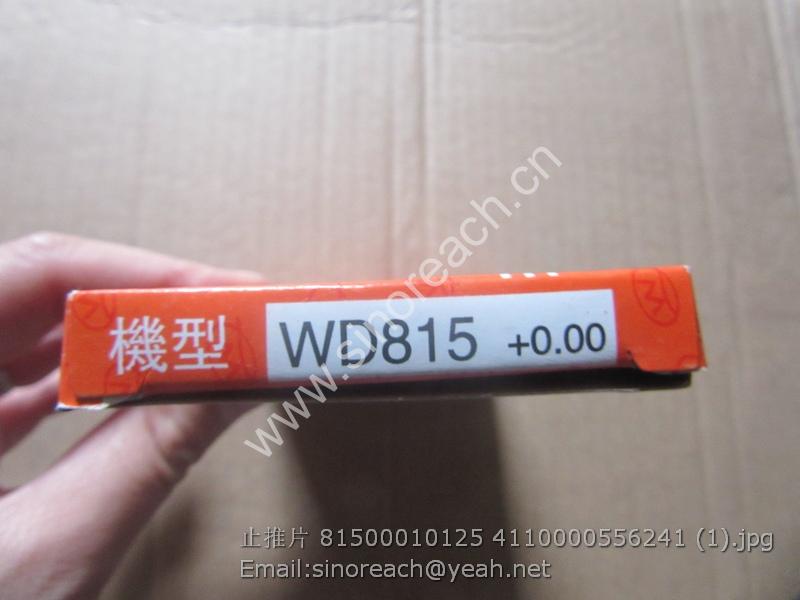 機型 WD815 +0.00
www.sinoreach.cn
止推片 81500010125 4110000556241 (1).jpg
Email:sinoreach@yeah.net